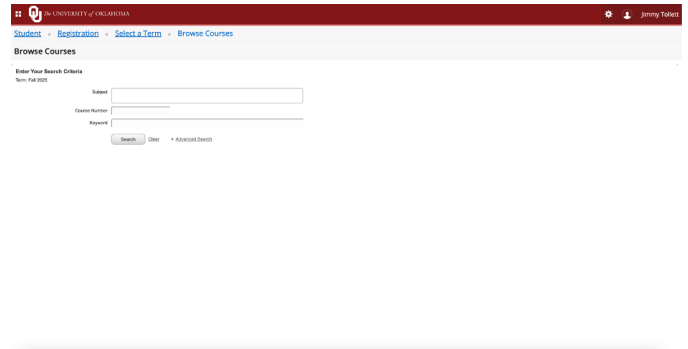 The UNIVERSITY of OKLAHOMA
Jimmy Tollett
Student Registration Select a Term Browse Courses
Browse Courses
Enter Your Search Criteria
Term: Fall 2025
Subject
Course Number
Keyword
Search Clear Advanced Search